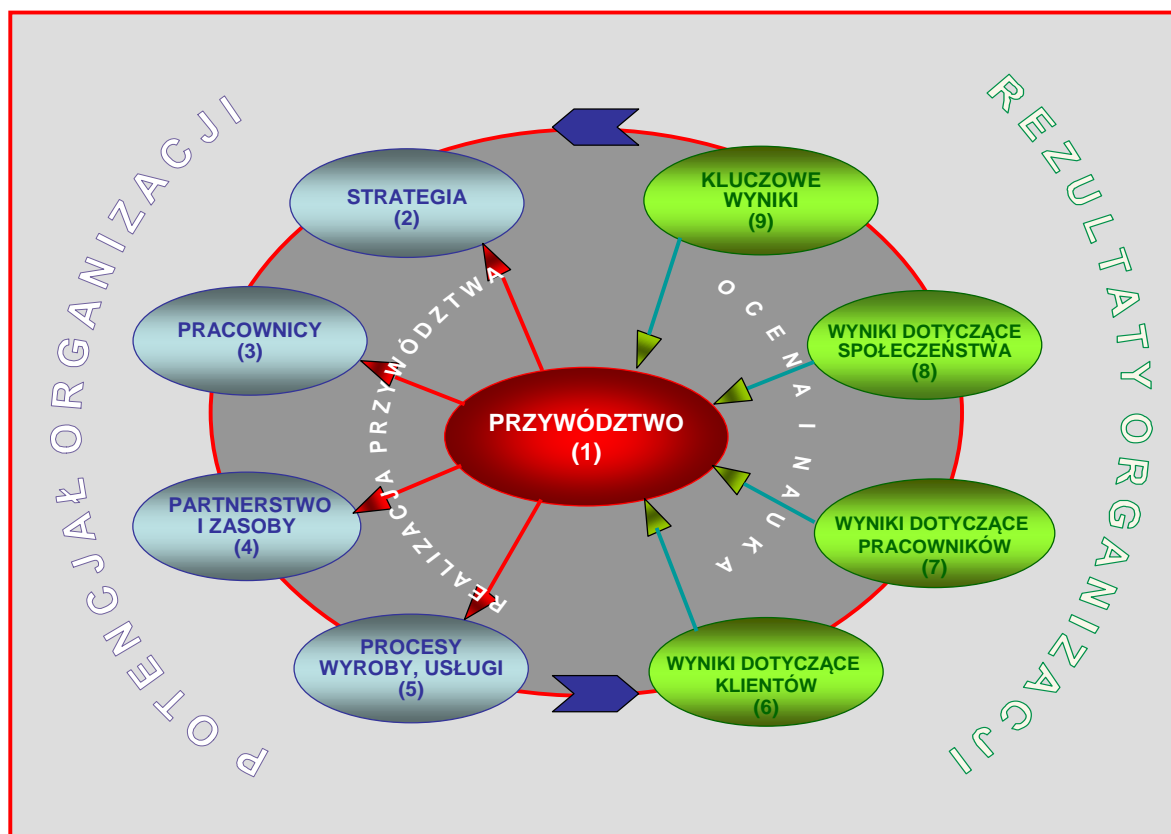 POTENCJAŁ ORGANIZACJI
REZULTATY ORGANIZACJI
STRATEGIA
(2)
KLUCZOWE
WYNIKI
(9)
PRACOWNICY
(3)
WYNIKI DOTYCZĄCE
SPOŁECZEŃSTWA
(8)
REALIZACJA PRZYWÓDZTWA
OCENA I NAUKA
PRZYWÓDZTWO
(1)
PARTNERSTWO
I ZASOBY
(4)
WYNIKI DOTYCZĄCE
PRACOWNIKÓW
(7)
PROCESY
WYROBY, USŁUGI
(5)
WYNIKI DOTYCZĄCE
KLIENTÓW
(6)